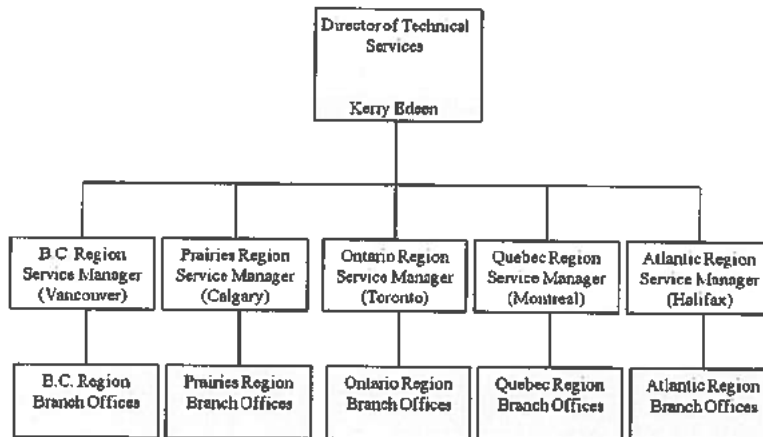 Director of Technical
Services
Kerry Edeen
B.C. Region
Service Manager
(Vancouver)
Prairies Region
Service Manager
(Calgary)
Ontario Region
Service Manager
(Toronto)
Quebec Region
Service Manager
(Montreal)
Atlantic Region
Service Manager
(Halifax)
B.C. Region
Branch Offices
Prairies Region
Branch Offices
Ontario Region
Branch Offices
Quebec Region
Branch Offices
Atlantic Region
Branch Offices